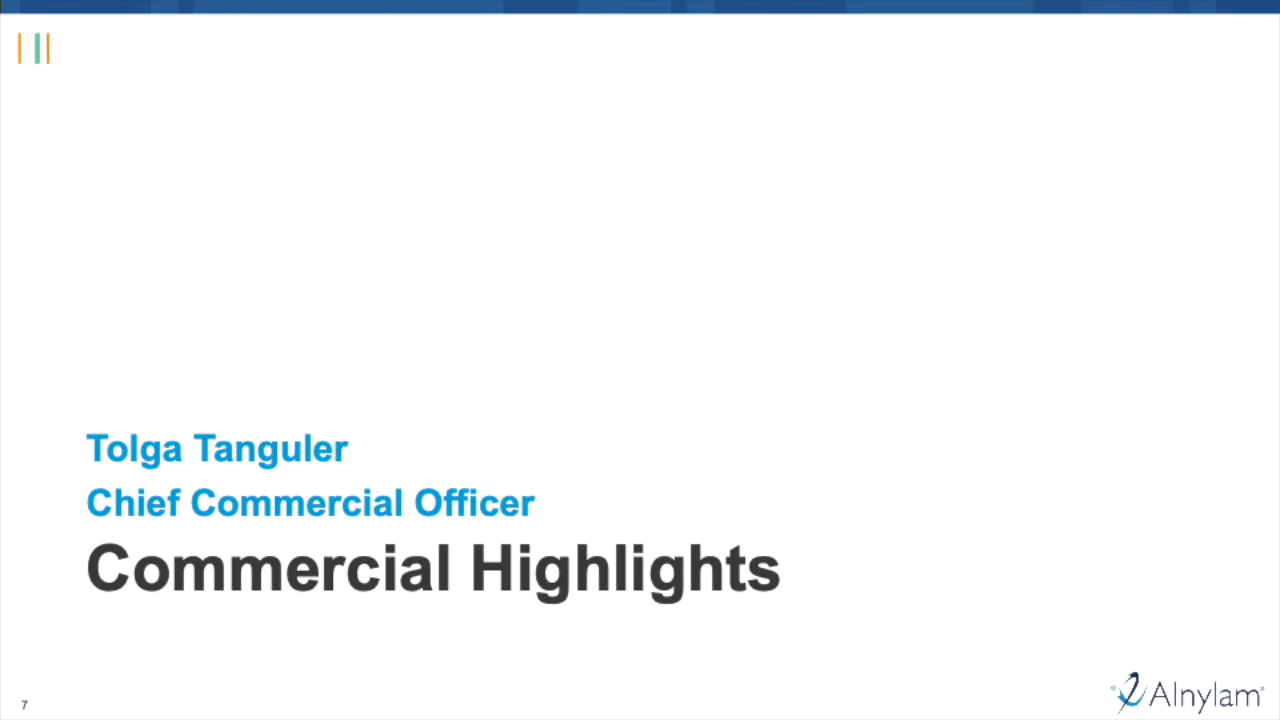 Tolga Tanguler
Chief Commercial Officer
Commercial Highlights
7
Alnylam